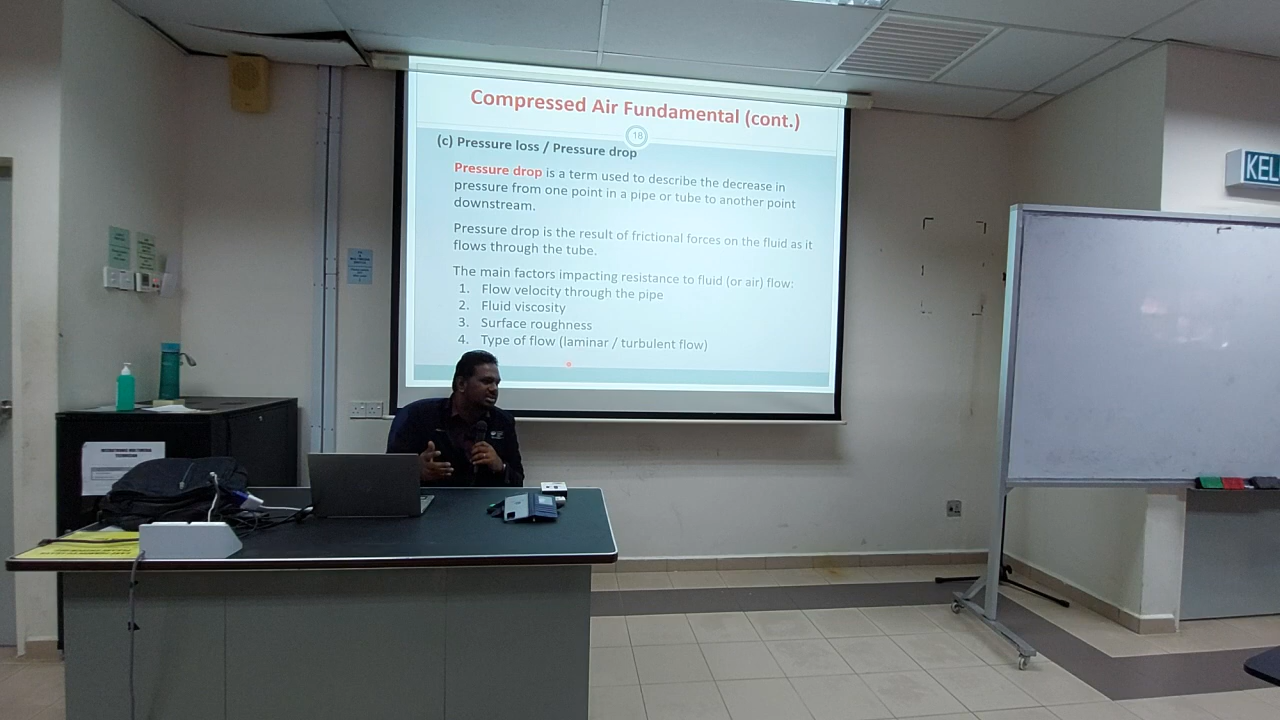 Compressed Air Fundamental (cont.)
18
(c) Pressure loss / Pressure drop
Pressure drop is a term used to describe the decrease in
pressure from one point in a pipe or tube to another point
downstream.
Pressure drop is the result of frictional forces on the fluid as it
flows through the tube.
The main factors impacting resistance to fluid (or air) flow:
1. Flow velocity through the pipe
2. Fluid viscosity
3. Surface roughness
4. Type of flow (laminar / turbulent flow)
KEL